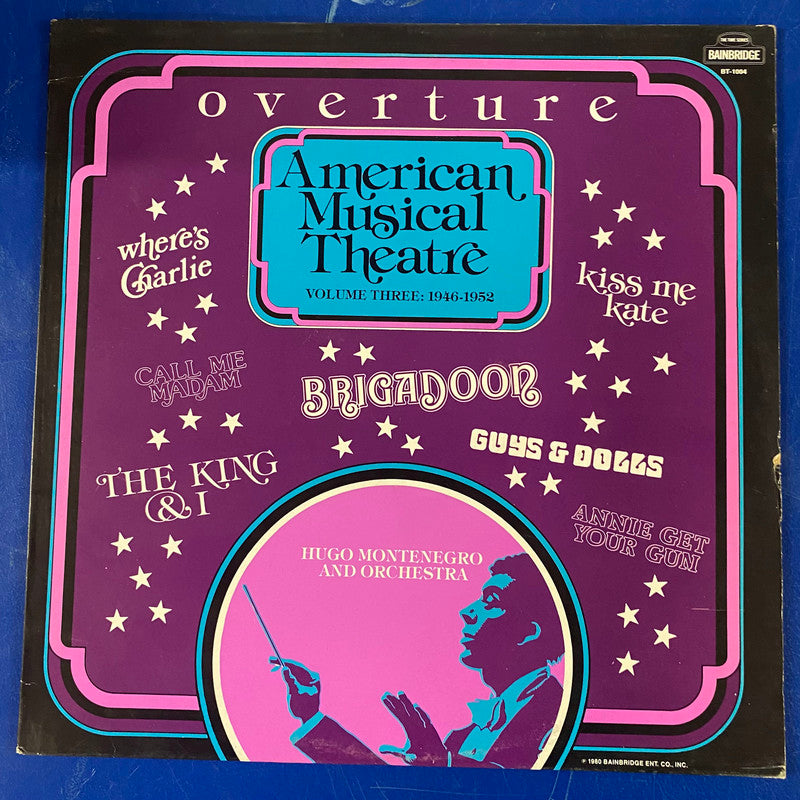 THE TIME SERIES
BAINBRIDGE
BT-1004
overture
American
Musical
Theatre
VOLUME THREE: 1946-1952
where's
Charlie
kiss me
kate
CALL ME
MADAM
BRIGADOON
GUYS & DOLLS
THE KING
& I
ANNIE GET
YOUR GUN
HUGO MONTENEGRO
AND ORCHESTRA
℗ 1980 BAINBRIDGE ENT. CO., INC.